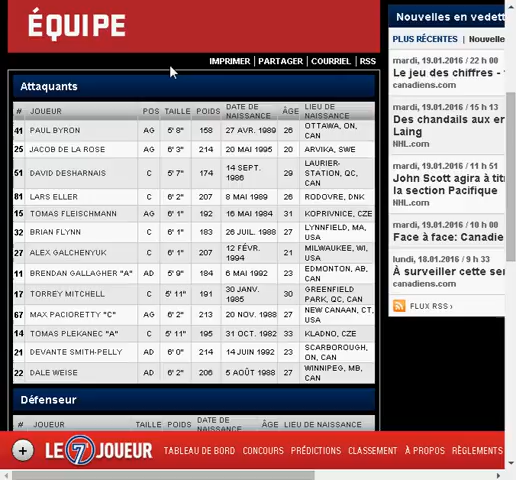 ÉQUIPE
IMPRIMER | PARTAGER | COURRIEL | RSS
Attaquants
# JOUEUR POS TAILLE POIDS DATE DE NAISSANCE ÂGE LIEU DE NAISSANCE
41 PAUL BYRON AG 5' 8" 158 27 AVR. 1989 26 OTTAWA, ON, CAN
25 JACOB DE LA ROSE AG 6' 3" 214 20 MAI 1995 20 ARVIKA, SWE
51 DAVID DESHARNAIS C 5' 7" 174 14 SEPT. 1986 29 LAURIER-STATION, QC, CAN
81 LARS ELLER C 6' 2" 207 8 MAI 1989 26 RODOVRE, DNK
15 TOMAS FLEISCHMANN AG 6' 1" 192 16 MAI 1984 31 KOPRIVNICE, CZE
32 BRIAN FLYNN C 6' 1" 183 26 JUIL. 1988 27 LYNNFIELD, MA, USA
27 ALEX GALCHENYUK C 6' 1" 207 12 FÉVR. 1994 21 MILWAUKEE, WI, USA
11 BRENDAN GALLAGHER "A" AD 5' 9" 184 6 MAI 1992 23 EDMONTON, AB, CAN
17 TORREY MITCHELL C 5' 11" 191 30 JANV. 1985 30 GREENFIELD PARK, QC, CAN
67 MAX PACIORETTY "C" AG 6' 2" 213 20 NOV. 1988 27 NEW CANAAN, CT, USA
14 TOMAS PLEKANEC "A" C 5' 11" 195 31 OCT. 1982 33 KLADNO, CZE
21 DEVANTE SMITH-PELLY AD 6' 0" 214 14 JUIN 1992 23 SCARBOROUGH, ON, CAN
22 DALE WEISE AD 6' 2" 206 5 AOÛT 1988 27 WINNIPEG, MB, CAN
Défenseur
# JOUEUR TAILLE POIDS DATE DE NAISSANCE ÂGE LIEU DE NAISSANCE
Nouvelles en vedett
PLUS RÉCENTES | Nouvelle
mardi, 19.01.2016 / 22 h 00
Le jeu des chiffres -
canadiens.com
mardi, 19.01.2016 / 15 h 13
Des chandails aux er
Laing
NHL.com
mardi, 19.01.2016 / 11 h 51
John Scott agira à tit
la section Pacifique
NHL.com
mardi, 19.01.2016 / 10 h 00
Face à face: Canadie
lundi, 18.01.2016 / 9 h 33
À surveiller cette se
canadiens.com
FLUX RSS ›
+ LE 7 JOUEUR TABLEAU DE BORD CONCOURS PRÉDICTIONS CLASSEMENT À PROPOS RÈGLEMENTS